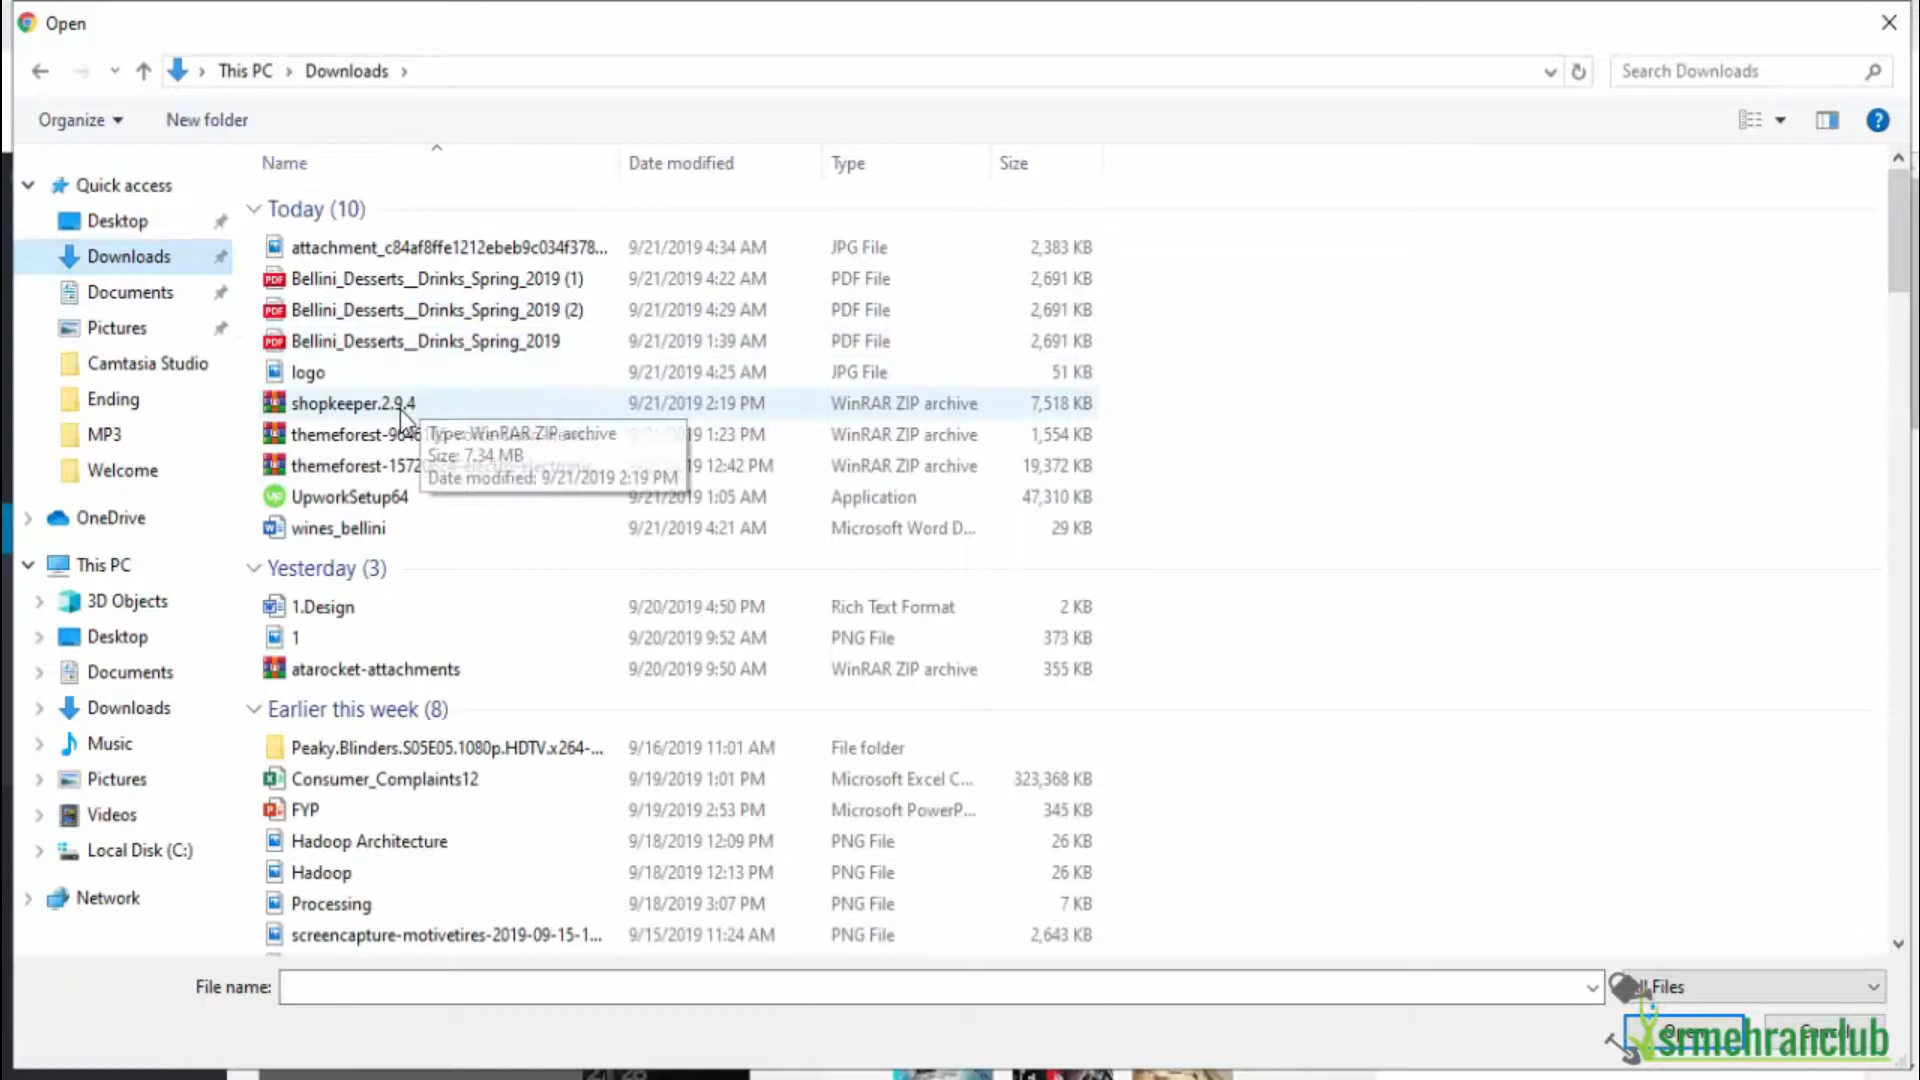 Open
This PC > Downloads >
Search Downloads
Organize
New folder
Name Date modified Type Size
Quick access
Desktop
Downloads
Documents
Pictures
Camtasia Studio
Ending
MP3
Welcome
OneDrive
This PC
3D Objects
Desktop
Documents
Downloads
Music
Pictures
Videos
Local Disk (C:)
Network
Today (10)
attachment_c84af8ffe1212ebeb9c034f378... 9/21/2019 4:34 AM JPG File 2,383 KB
Bellini_Desserts__Drinks_Spring_2019 (1) 9/21/2019 4:22 AM PDF File 2,691 KB
Bellini_Desserts__Drinks_Spring_2019 (2) 9/21/2019 4:29 AM PDF File 2,691 KB
Bellini_Desserts__Drinks_Spring_2019 9/21/2019 1:39 AM PDF File 2,691 KB
logo 9/21/2019 4:25 AM JPG File 51 KB
shopkeeper.2.9.4 9/21/2019 2:19 PM WinRAR ZIP archive 7,518 KB
1:23 PM WinRAR ZIP archive 1,554 KB
12:42 PM WinRAR ZIP archive 19,372 KB
Type: WinRAR ZIP archive
Size: 7.34 MB
Date modified: 9/21/2019 2:19 PM
UpworkSetup64 9/21/2019 1:05 AM Application 47,310 KB
wines_bellini 9/21/2019 4:21 AM Microsoft Word D... 29 KB
Yesterday (3)
1.Design 9/20/2019 4:50 PM Rich Text Format 2 KB
1 9/20/2019 9:52 AM PNG File 373 KB
atarocket-attachments 9/20/2019 9:50 AM WinRAR ZIP archive 355 KB
Earlier this week (8)
Peaky.Blinders.S05E05.1080p.HDTV.x264-... 9/16/2019 11:01 AM File folder
Consumer_Complaints12 9/19/2019 1:01 PM Microsoft Excel C... 323,368 KB
FYP 9/19/2019 2:53 PM Microsoft PowerP... 345 KB
Hadoop Architecture 9/18/2019 12:09 PM PNG File 26 KB
Hadoop 9/18/2019 12:13 PM PNG File 26 KB
Processing 9/18/2019 3:07 PM PNG File 7 KB
screencapture-motivetires-2019-09-15-1... 9/15/2019 11:24 AM PNG File 2,643 KB
File name:
Files
srmehranclub